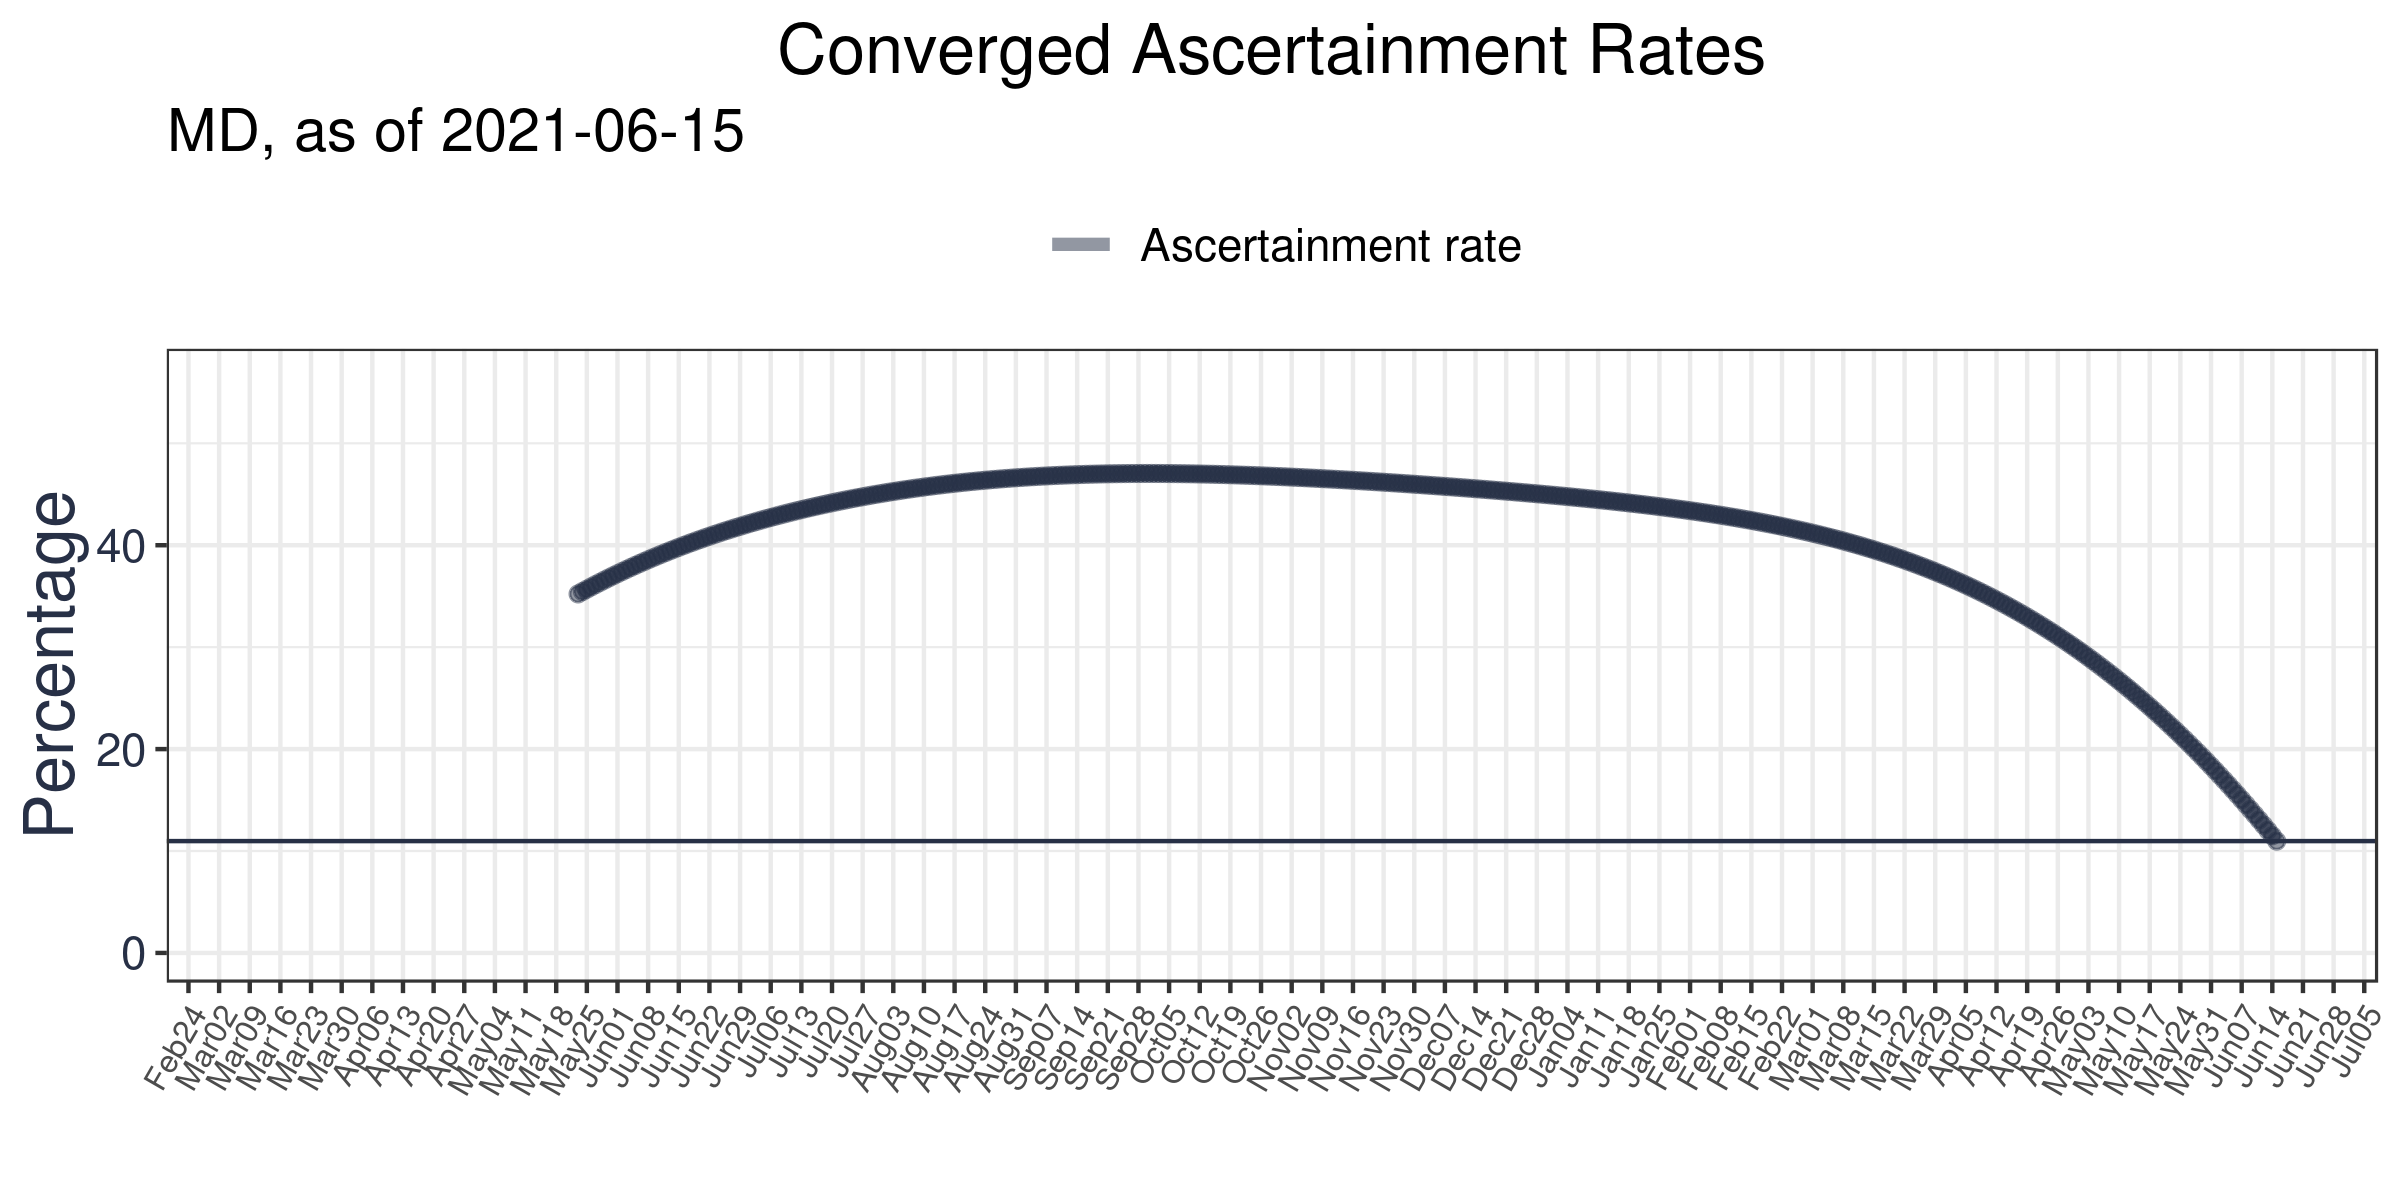 Converged Ascertainment Rates
MD, as of 2021-06-15
Ascertainment rate
Percentage
40
20
0
Feb24
Mar02
Mar09
Mar16
Mar23
Mar30
Apr06
Apr13
Apr20
Apr27
May04
May11
May18
May25
Jun01
Jun08
Jun15
Jun22
Jun29
Jul06
Jul13
Jul20
Jul27
Aug03
Aug10
Aug17
Aug24
Aug31
Sep07
Sep14
Sep21
Sep28
Oct05
Oct12
Oct19
Oct26
Nov02
Nov09
Nov16
Nov23
Nov30
Dec07
Dec14
Dec21
Dec28
Jan04
Jan11
Jan18
Jan25
Feb01
Feb08
Feb15
Feb22
Mar01
Mar08
Mar15
Mar22
Mar29
Apr05
Apr12
Apr19
Apr26
May03
May10
May17
May24
May31
Jun07
Jun14
Jun21
Jun28
Jul05